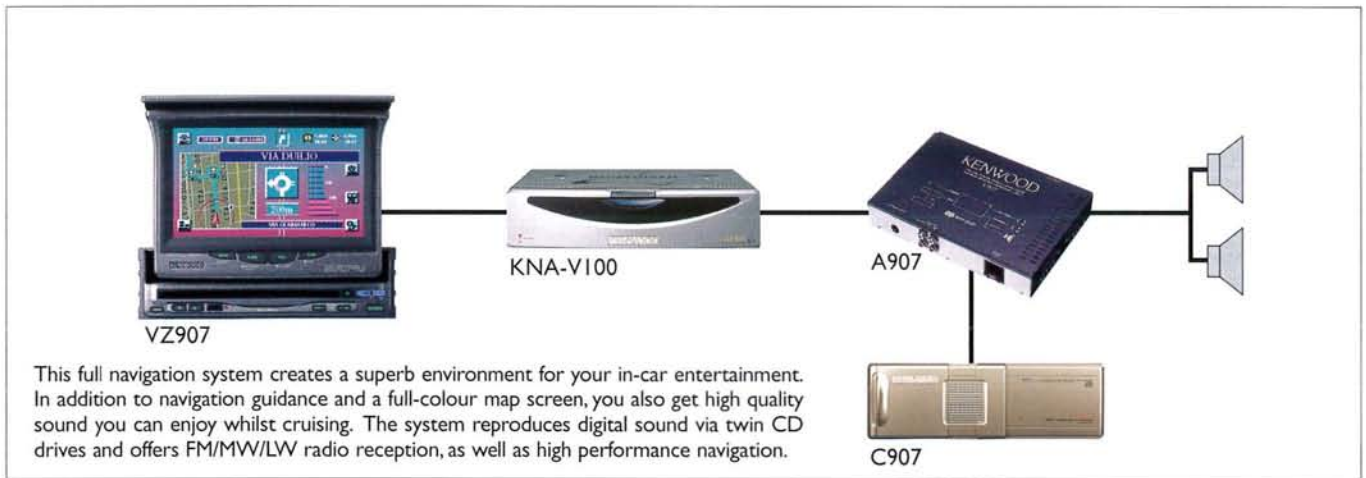 VIA DUILIO
200m
KENWOOD
KNA-V100
A907
VZ907
C907
This full navigation system creates a superb environment for your in-car entertainment.
In addition to navigation guidance and a full-colour map screen, you also get high quality
sound you can enjoy whilst cruising. The system reproduces digital sound via twin CD
drives and offers FM/MW/LW radio reception, as well as high performance navigation.